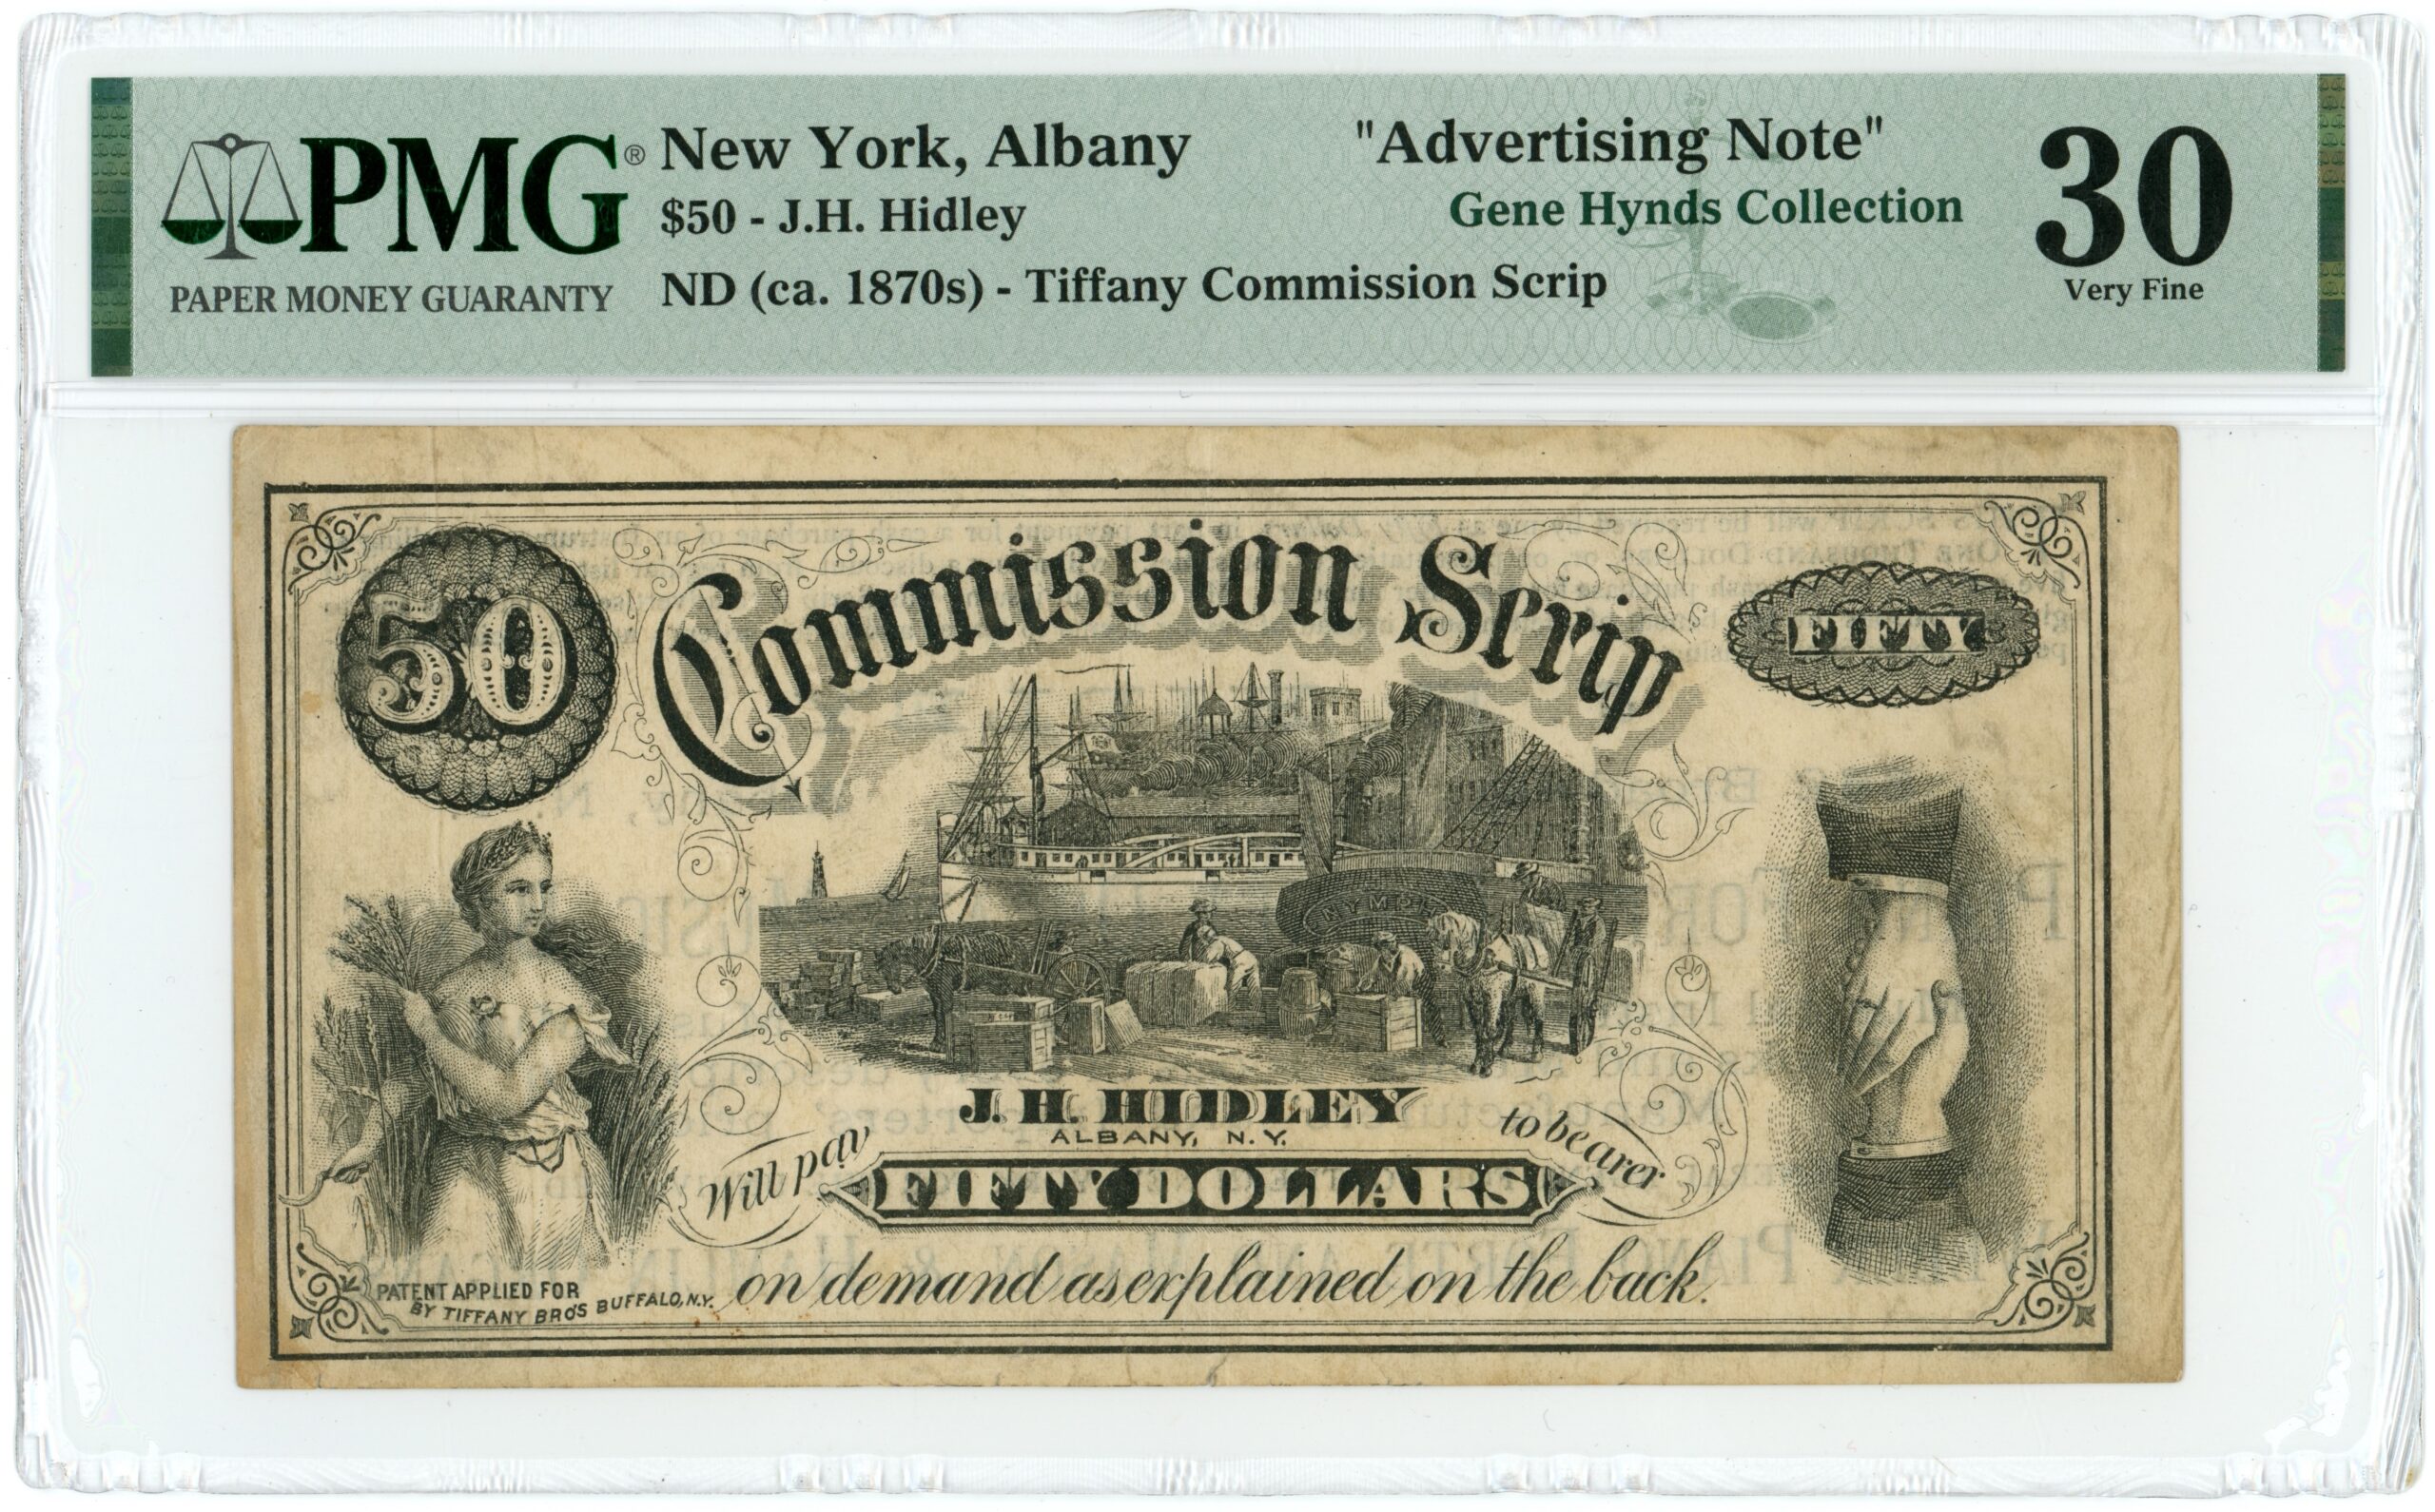 PMG® New York, Albany "Advertising Note" 30
$50 - J.H. Hidley Gene Hynds Collection
PAPER MONEY GUARANTY ND (ca. 1870s) - Tiffany Commission Scrip Very Fine
50 Commission Scrip FIFTY
J. H. HIDLEY
ALBANY, N. Y.
Will pay FIFTY DOLLARS to bearer
on demand as explained on the back.
PATENT APPLIED FOR
BY TIFFANY BRO'S BUFFALO, N.Y.